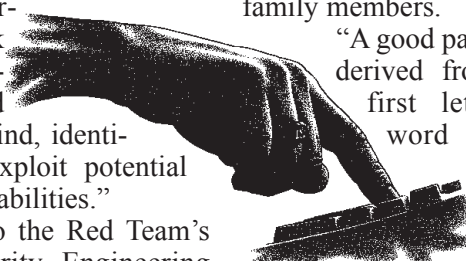 er-
ind, identi-
xploit potential
abilities.”
o the Red Team’s
rity Engineering
family members.
“A good pa
derived fro
first let
word